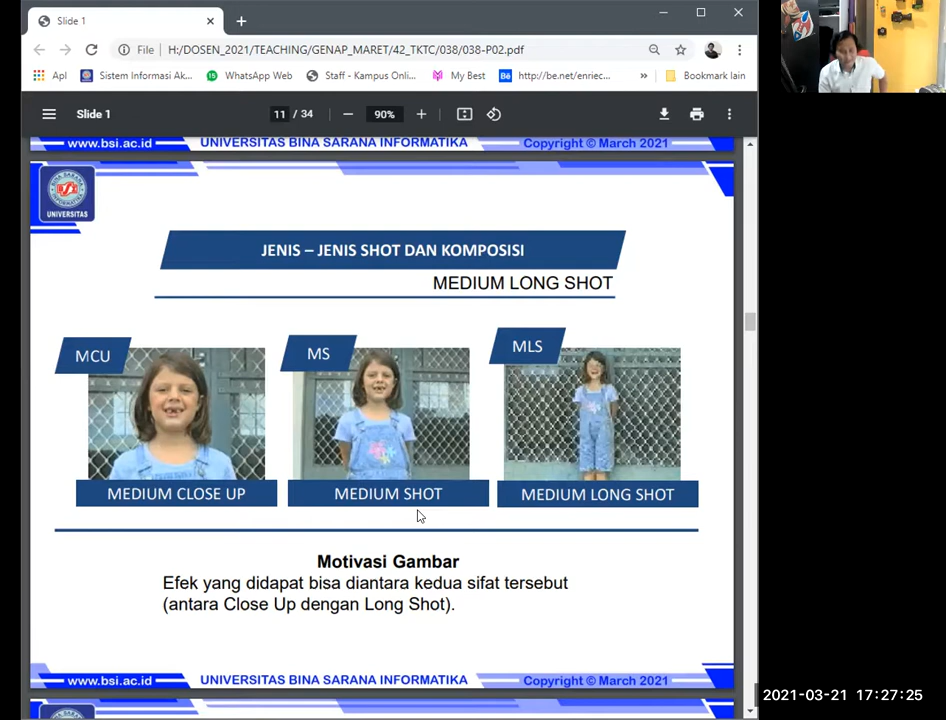 Slide 1
File | H:/DOSEN_2021/TEACHING/GENAP_MARET/42_TKTC/038/038-P02.pdf
Apl
Sistem Informasi Ak...
WhatsApp Web
Staff - Kampus Onli...
My Best
http://be.net/enriec...
»
Bookmark lain
Slide 1
11 / 34
90%
www.bsi.ac.id
UNIVERSITAS BINA SARANA INFORMATIKA
Copyright © March 2021
UNIVERSITAS
JENIS – JENIS SHOT DAN KOMPOSISI
MEDIUM LONG SHOT
MCU
MS
MLS
MEDIUM CLOSE UP
MEDIUM SHOT
MEDIUM LONG SHOT
Motivasi Gambar
Efek yang didapat bisa diantara kedua sifat tersebut
(antara Close Up dengan Long Shot).
www.bsi.ac.id
UNIVERSITAS BINA SARANA INFORMATIKA
Copyright © March 2021
2021-03-21 17:27:25